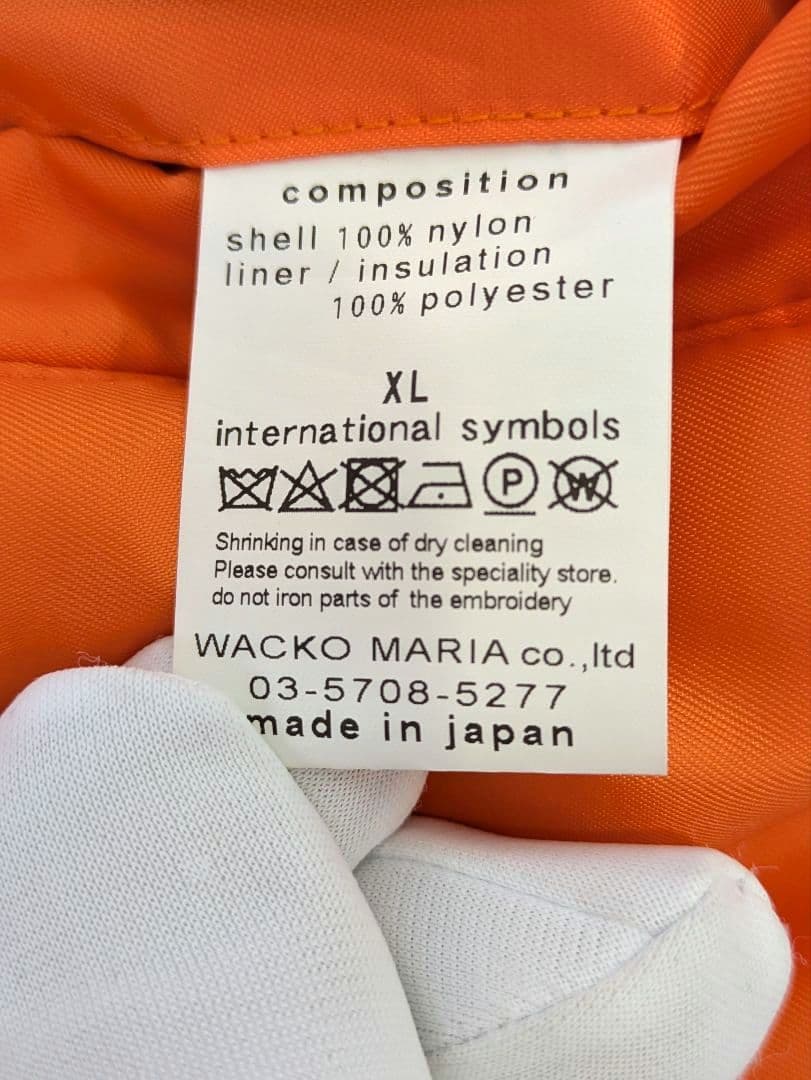 composition
shell 100% nylon
liner / insulation
100% polyester
XL
international symbols
P W
Shrinking in case of dry cleaning
Please consult with the speciality store.
do not iron parts of the embroidery
WACKO MARIA co.,ltd
03-5708-5277
made in japan